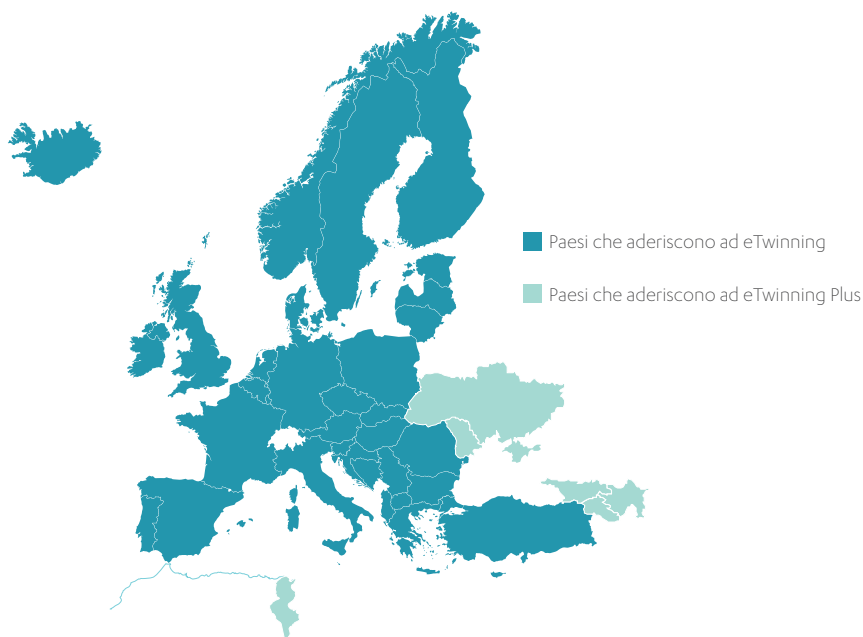 Paesi che aderiscono ad eTwinning
Paesi che aderiscono ad eTwinning Plus